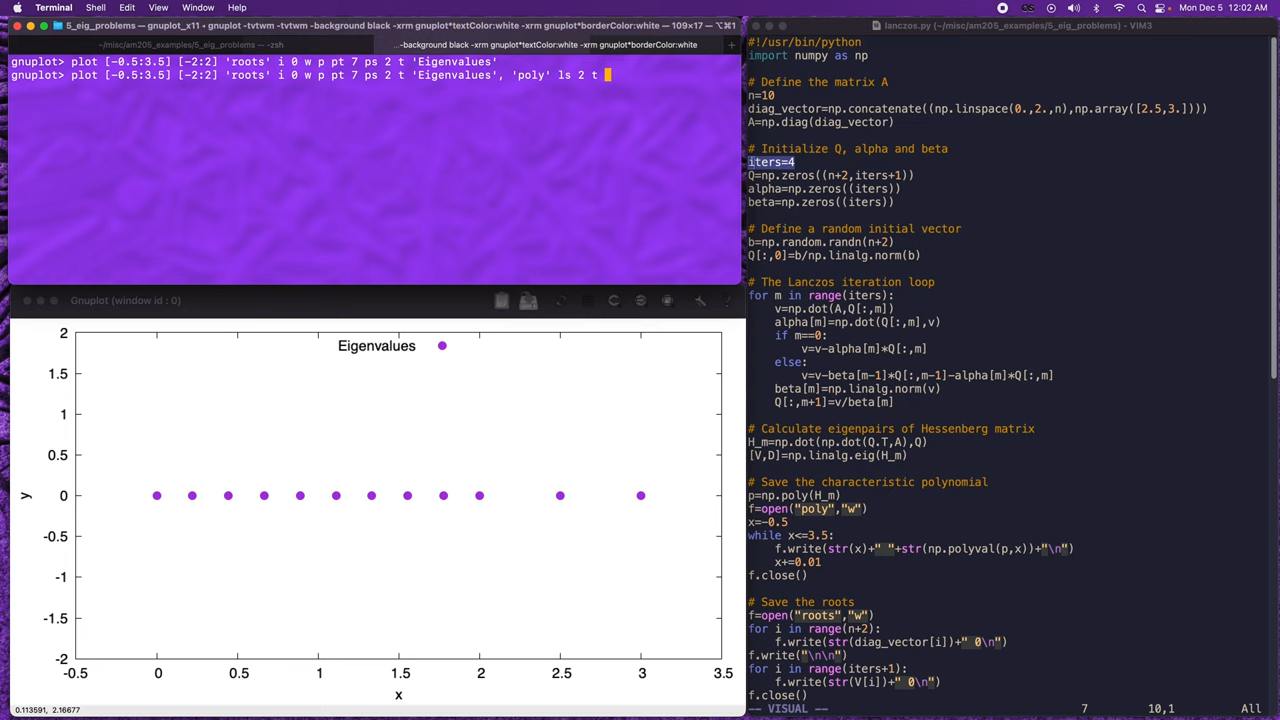 Terminal Shell Edit View Window Help
Mon Dec 5 12:02 AM
5_eig_problems — gnuplot_x11 • gnuplot -tvtwm -tvtwm -background black -xrm gnuplot*textColor:white -xrm gnuplot*borderColor:white — 109×17
⌥⌘1
~/misc/am205_examples/5_eig_problems — -zsh
...-background black -xrm gnuplot*textColor:white -xrm gnuplot*borderColor:white
gnuplot> plot [-0.5:3.5] [-2:2] 'roots' i 0 w p pt 7 ps 2 t 'Eigenvalues'
gnuplot> plot [-0.5:3.5] [-2:2] 'roots' i 0 w p pt 7 ps 2 t 'Eigenvalues', 'poly' ls 2 t
Gnuplot (window id : 0)
Eigenvalues
2
1.5
1
0.5
0
-0.5
-1
-1.5
-2
y
-0.5 0 0.5 1 1.5 2 2.5 3 3.5
x
0.113591, 2.16677
lanczos.py (~/misc/am205_examples/5_eig_problems) - VIM3
#!/usr/bin/python
import numpy as np
# Define the matrix A
n=10
diag_vector=np.concatenate((np.linspace(0.,2.,n),np.array([2.5,3.])))
A=np.diag(diag_vector)
# Initialize Q, alpha and beta
iters=4
Q=np.zeros((n+2,iters+1))
alpha=np.zeros((iters))
beta=np.zeros((iters))
# Define a random initial vector
b=np.random.randn(n+2)
Q[:,0]=b/np.linalg.norm(b)
# The Lanczos iteration loop
for m in range(iters):
v=np.dot(A,Q[:,m])
alpha[m]=np.dot(Q[:,m],v)
if m==0:
v=v-alpha[m]*Q[:,m]
else:
v=v-beta[m-1]*Q[:,m-1]-alpha[m]*Q[:,m]
beta[m]=np.linalg.norm(v)
Q[:,m+1]=v/beta[m]
# Calculate eigenpairs of Hessenberg matrix
H_m=np.dot(np.dot(Q.T,A),Q)
[V,D]=np.linalg.eig(H_m)
# Save the characteristic polynomial
p=np.poly(H_m)
f=open("poly","w")
x=-0.5
while x<=3.5:
f.write(str(x)+" "+str(np.polyval(p,x))+"\n")
x+=0.01
f.close()
# Save the roots
f=open("roots","w")
for i in range(n+2):
f.write(str(diag_vector[i])+" 0\n")
f.write("\n\n")
for i in range(iters+1):
f.write(str(V[i])+" 0\n")
f.close()
-- VISUAL --
7
10,1
All